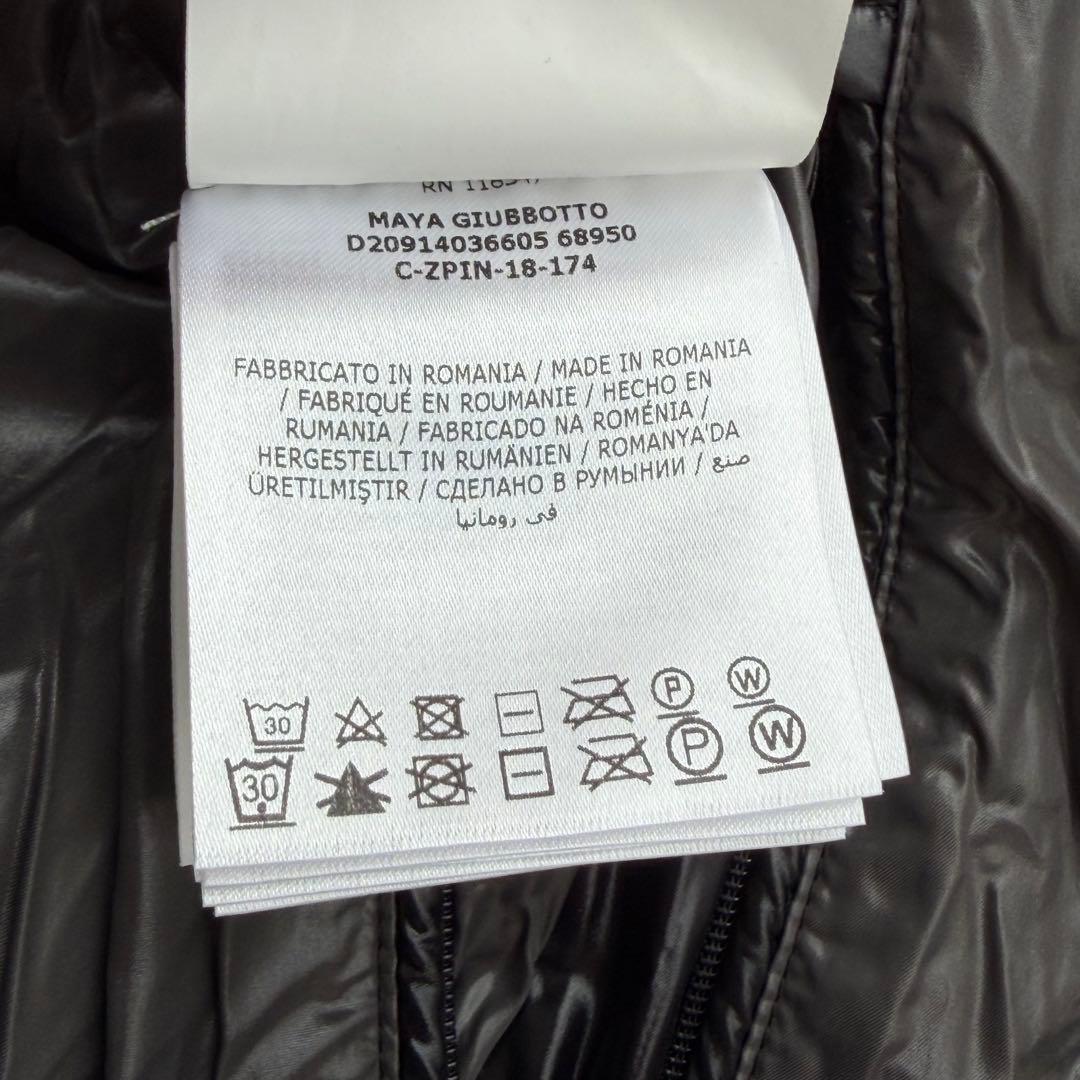 RN
MAYA GIUBBOTTO
D20914036605 68950
C-ZPIN-18-174
FABBRICATO IN ROMANIA / MADE IN ROMANIA
/ FABRIQUÉ EN ROUMANIE / HECHO EN
RUMANIA / FABRICADO NA ROMÉNIA /
HERGESTELLT IN RUMÄNIEN / ROMANYA'DA
ÜRETILMIŞTIR / СДЕЛАНО В РУМЫНИИ / صنع
في رومانيا
30 P W
30 P W